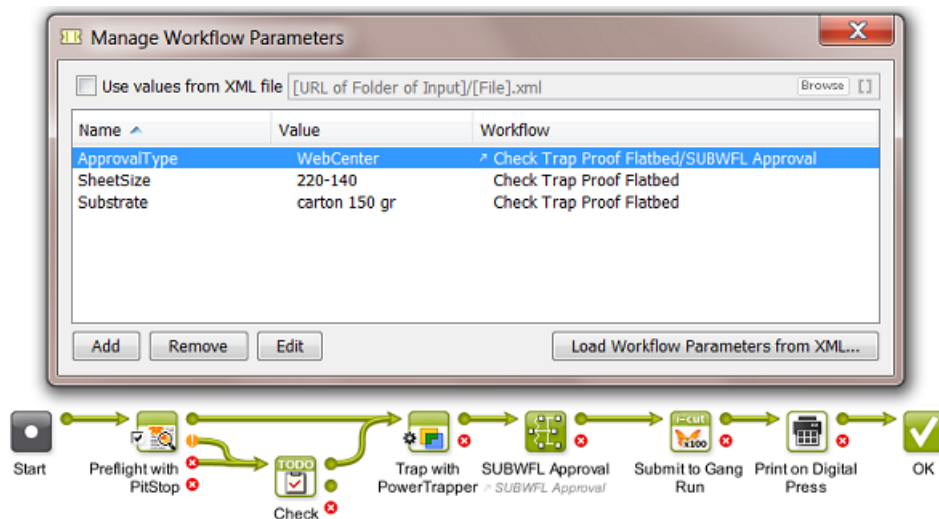 Manage Workflow Parameters
X
Use values from XML file [URL of Folder of Input]/[File].xml Browse []
Name Value Workflow
ApprovalType WebCenter Check Trap Proof Flatbed/SUBWFL Approval
SheetSize 220-140 Check Trap Proof Flatbed
Substrate carton 150 gr Check Trap Proof Flatbed
Add Remove Edit Load Workflow Parameters from XML...
i-cut
x100
TODO
Start Preflight with Trap with SUBWFL Approval Submit to Gang Print on Digital OK
PitStop PowerTrapper SUBWFL Approval Run Press
Check